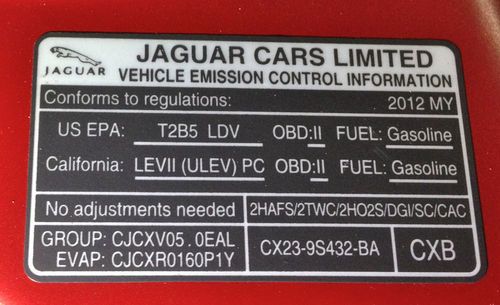 JAGUAR CARS LIMITED
JAGUAR
VEHICLE EMISSION CONTROL INFORMATION
Conforms to regulations: 2012 MY
US EPA: T2B5 LDV OBD:II FUEL: Gasoline
California: LEVII (ULEV) PC OBD:II FUEL: Gasoline
No adjustments needed 2HAFS/2TWC/2HO2S/DGI/SC/CAC
GROUP: CJCXV05.0EAL
EVAP: CJCXR0160P1Y
CX23-9S432-BA
CXB